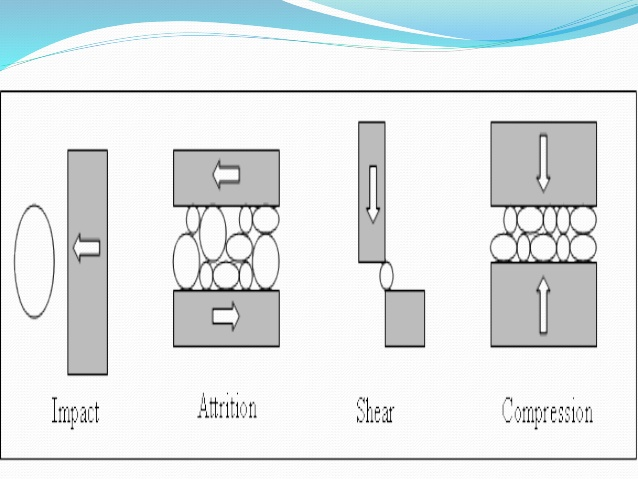 Impact
Attrition
Shear
Compression